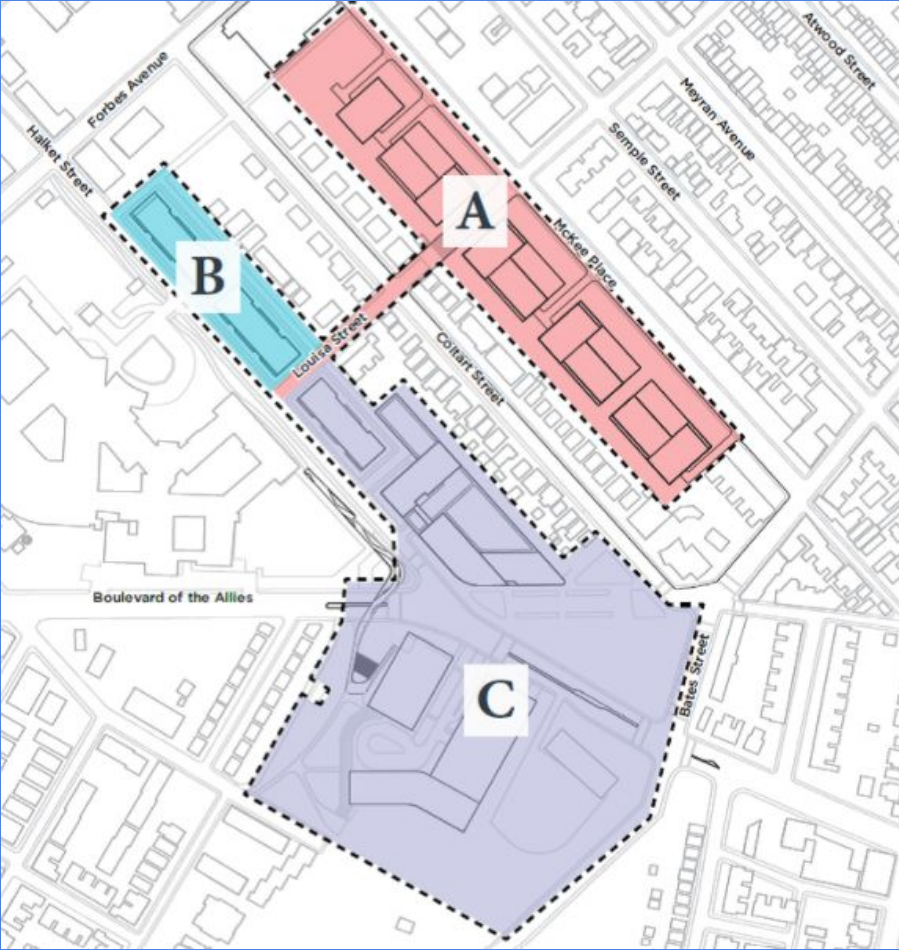 Atwood Street
Forbes Avenue
Meyran Avenue
Halket Street
Semple Street
A
McKee Place
B
Louisa Street
Coltart Street
Boulevard of the Allies
Bates Street
C